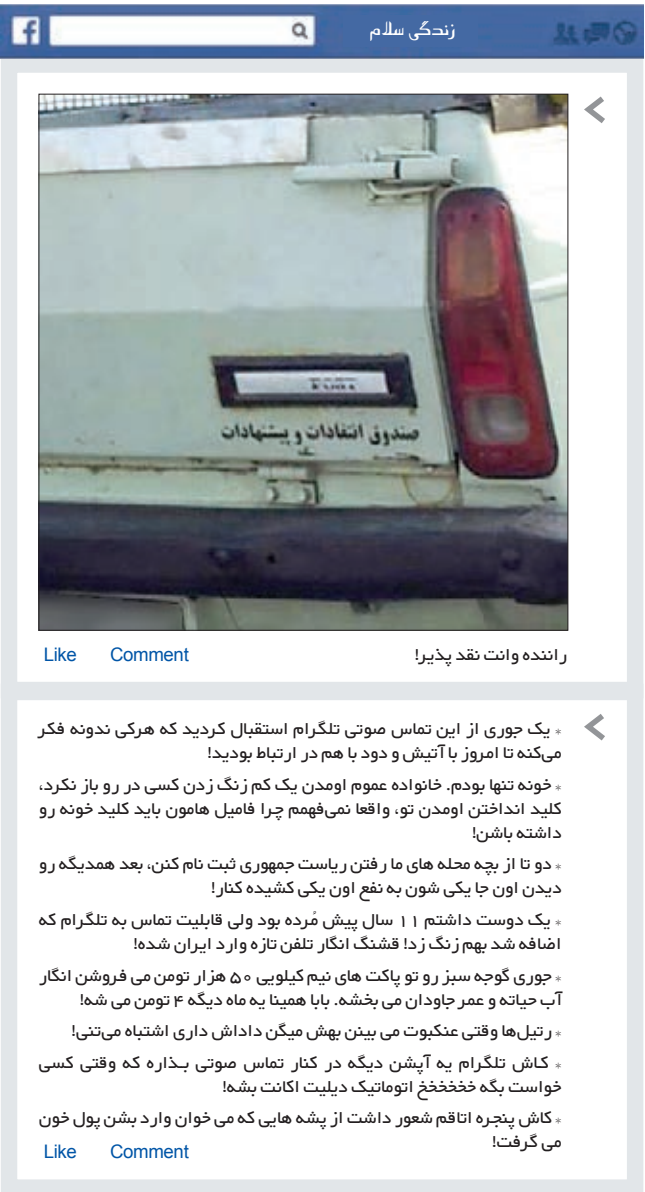 زندگی سلام
صندوق انتقادات و پیشنهادات
راننده وانت نقد پذیر!
Like Comment
* یک جوری از این تماس صوتی تلگرام استقبال کردید که هرکی ندونه فکر
می‌کنه تا امروز با آتیش و دود با هم در ارتباط بودید!
* خونه تنها بودم. خانواده عموم اومدن یک کم زنگ زدن کسی در رو باز نکرد،
کلید انداختن اومدن تو، واقعا نمی‌فهمم چرا فامیل هامون باید کلید خونه رو
داشته باشن!
* دو تا از بچه محله های ما رفتن ریاست جمهوری ثبت نام کنن، بعد همدیگه رو
دیدن اون جا یکی شون به نفع اون یکی کشیده کنار!
* یک دوست داشتم ۱۱ سال پیش مُرده بود ولی قابلیت تماس به تلگرام که
اضافه شد بهم زنگ زد! قشنگ انگار تلفن تازه وارد ایران شده!
* جوری گوجه سبز رو تو پاکت های نیم کیلویی ۵۰ هزار تومن می فروشن انگار
آب حیاته و عمر جاودان می بخشه. بابا همینا یه ماه دیگه ۴ تومن می شه!
* رتیل‌ها وقتی عنکبوت می بینن بهش میگن داداش داری اشتباه می‌تنی!
* کاش تلگرام یه آپشن دیگه در کنار تماس صوتی بـذاره که وقتی کسی
خواست بگه خخخخخخ اتوماتیک دیلیت اکانت بشه!
* کاش پنجره اتاقم شعور داشت از پشه هایی که می خوان وارد بشن پول خون
می گرفت!
Like Comment